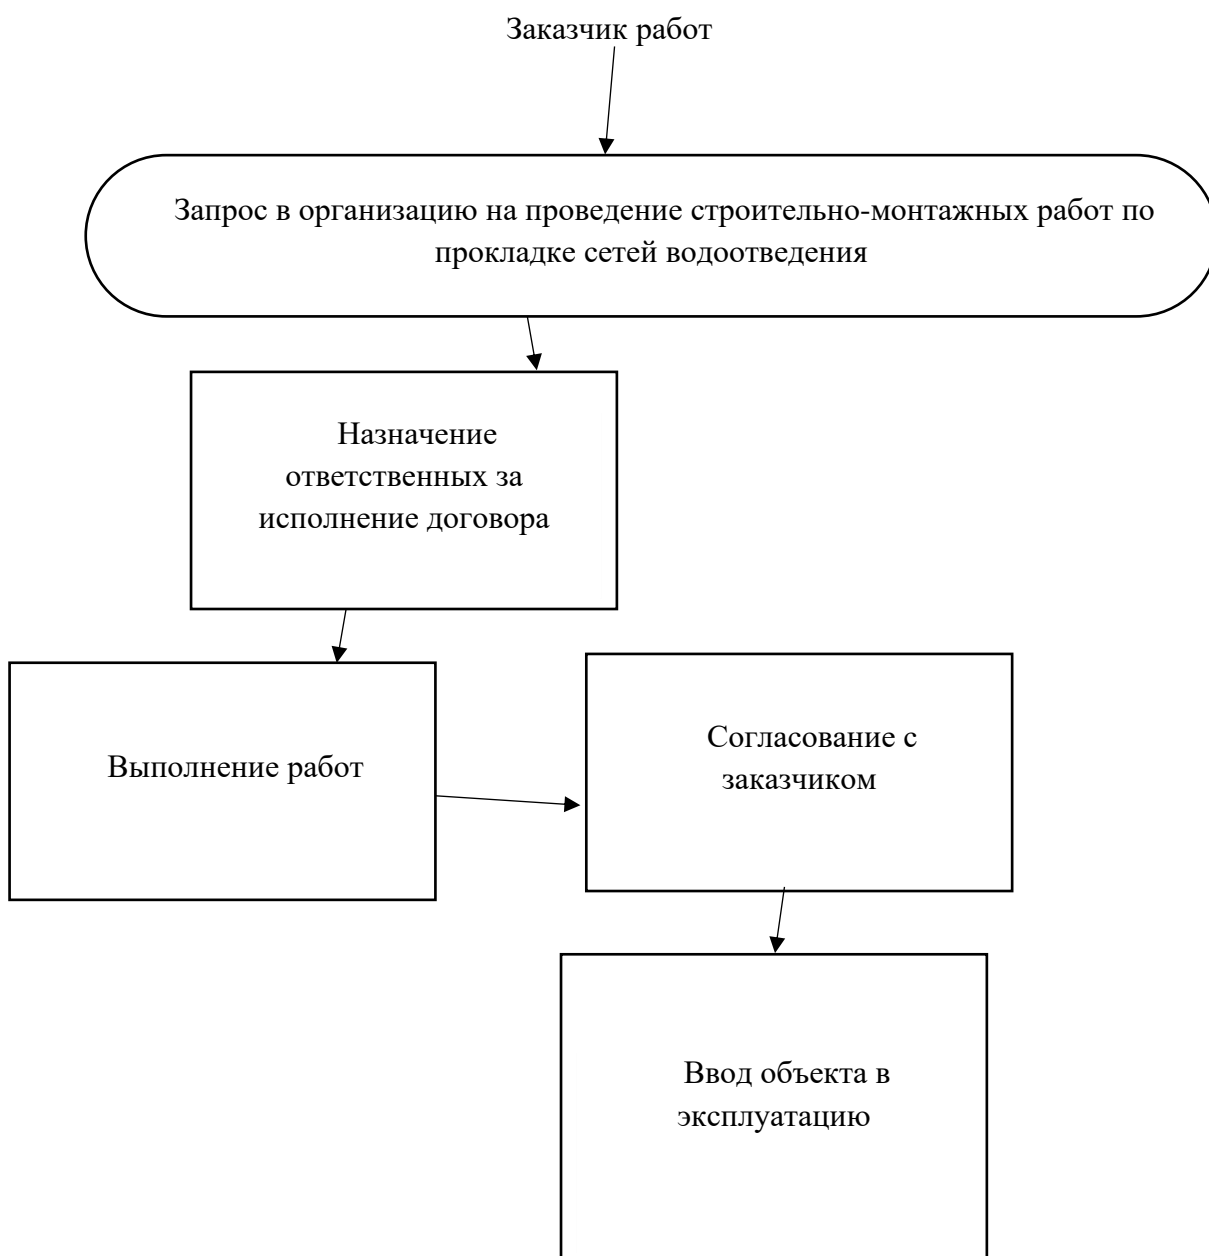 Заказчик работ
Запрос в организацию на проведение строительно-монтажных работ по
прокладке сетей водоотведения
Назначение
ответственных за
исполнение договора
Выполнение работ
Согласование с
заказчиком
Ввод объекта в
эксплуатацию